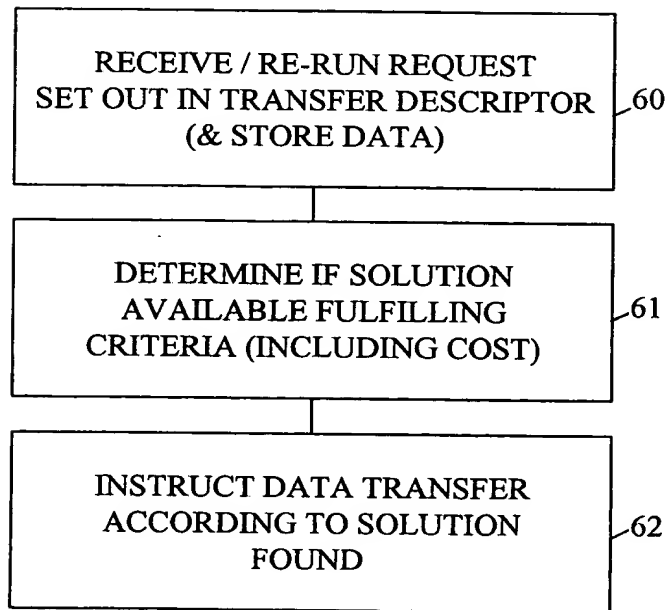 RECEIVE / RE-RUN REQUEST
SET OUT IN TRANSFER DESCRIPTOR
(& STORE DATA)
60
DETERMINE IF SOLUTION
AVAILABLE FULFILLING
CRITERIA (INCLUDING COST)
61
INSTRUCT DATA TRANSFER
ACCORDING TO SOLUTION
FOUND
62